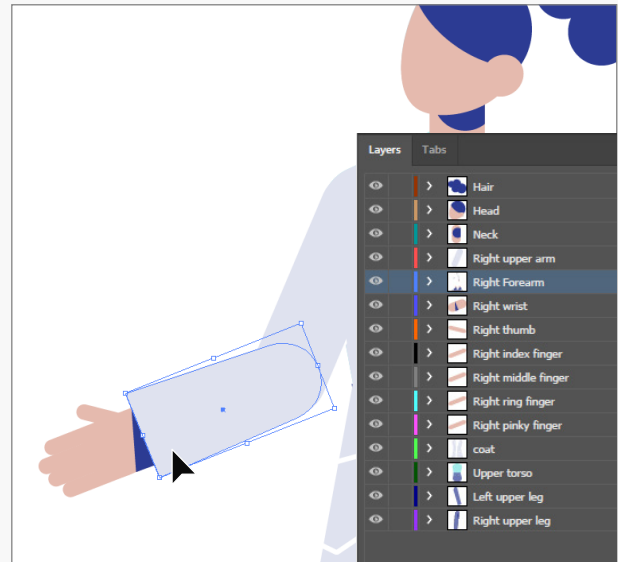 Layers Tabs
Hair
Head
Neck
Right upper arm
Right Forearm
Right wrist
Right thumb
Right index finger
Right middle finger
Right ring finger
Right pinky finger
coat
Upper torso
Left upper leg
Right upper leg